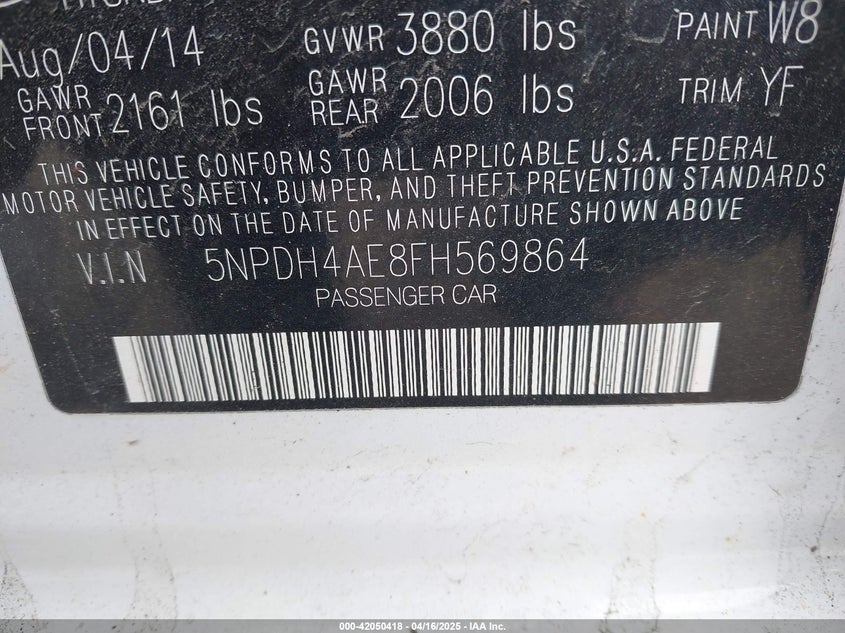 Aug/04/14 GVWR 3880 lbs PAINT W8
GAWR FRONT 2161 lbs GAWR REAR 2006 lbs TRIM YF
THIS VEHICLE CONFORMS TO ALL APPLICABLE U.S.A. FEDERAL
MOTOR VEHICLE SAFETY, BUMPER, AND THEFT PREVENTION STANDARDS
IN EFFECT ON THE DATE OF MANUFACTURE SHOWN ABOVE
V.I.N 5NPDH4AE8FH569864
PASSENGER CAR
000-42050418 - 04/16/2025 - IAA Inc.